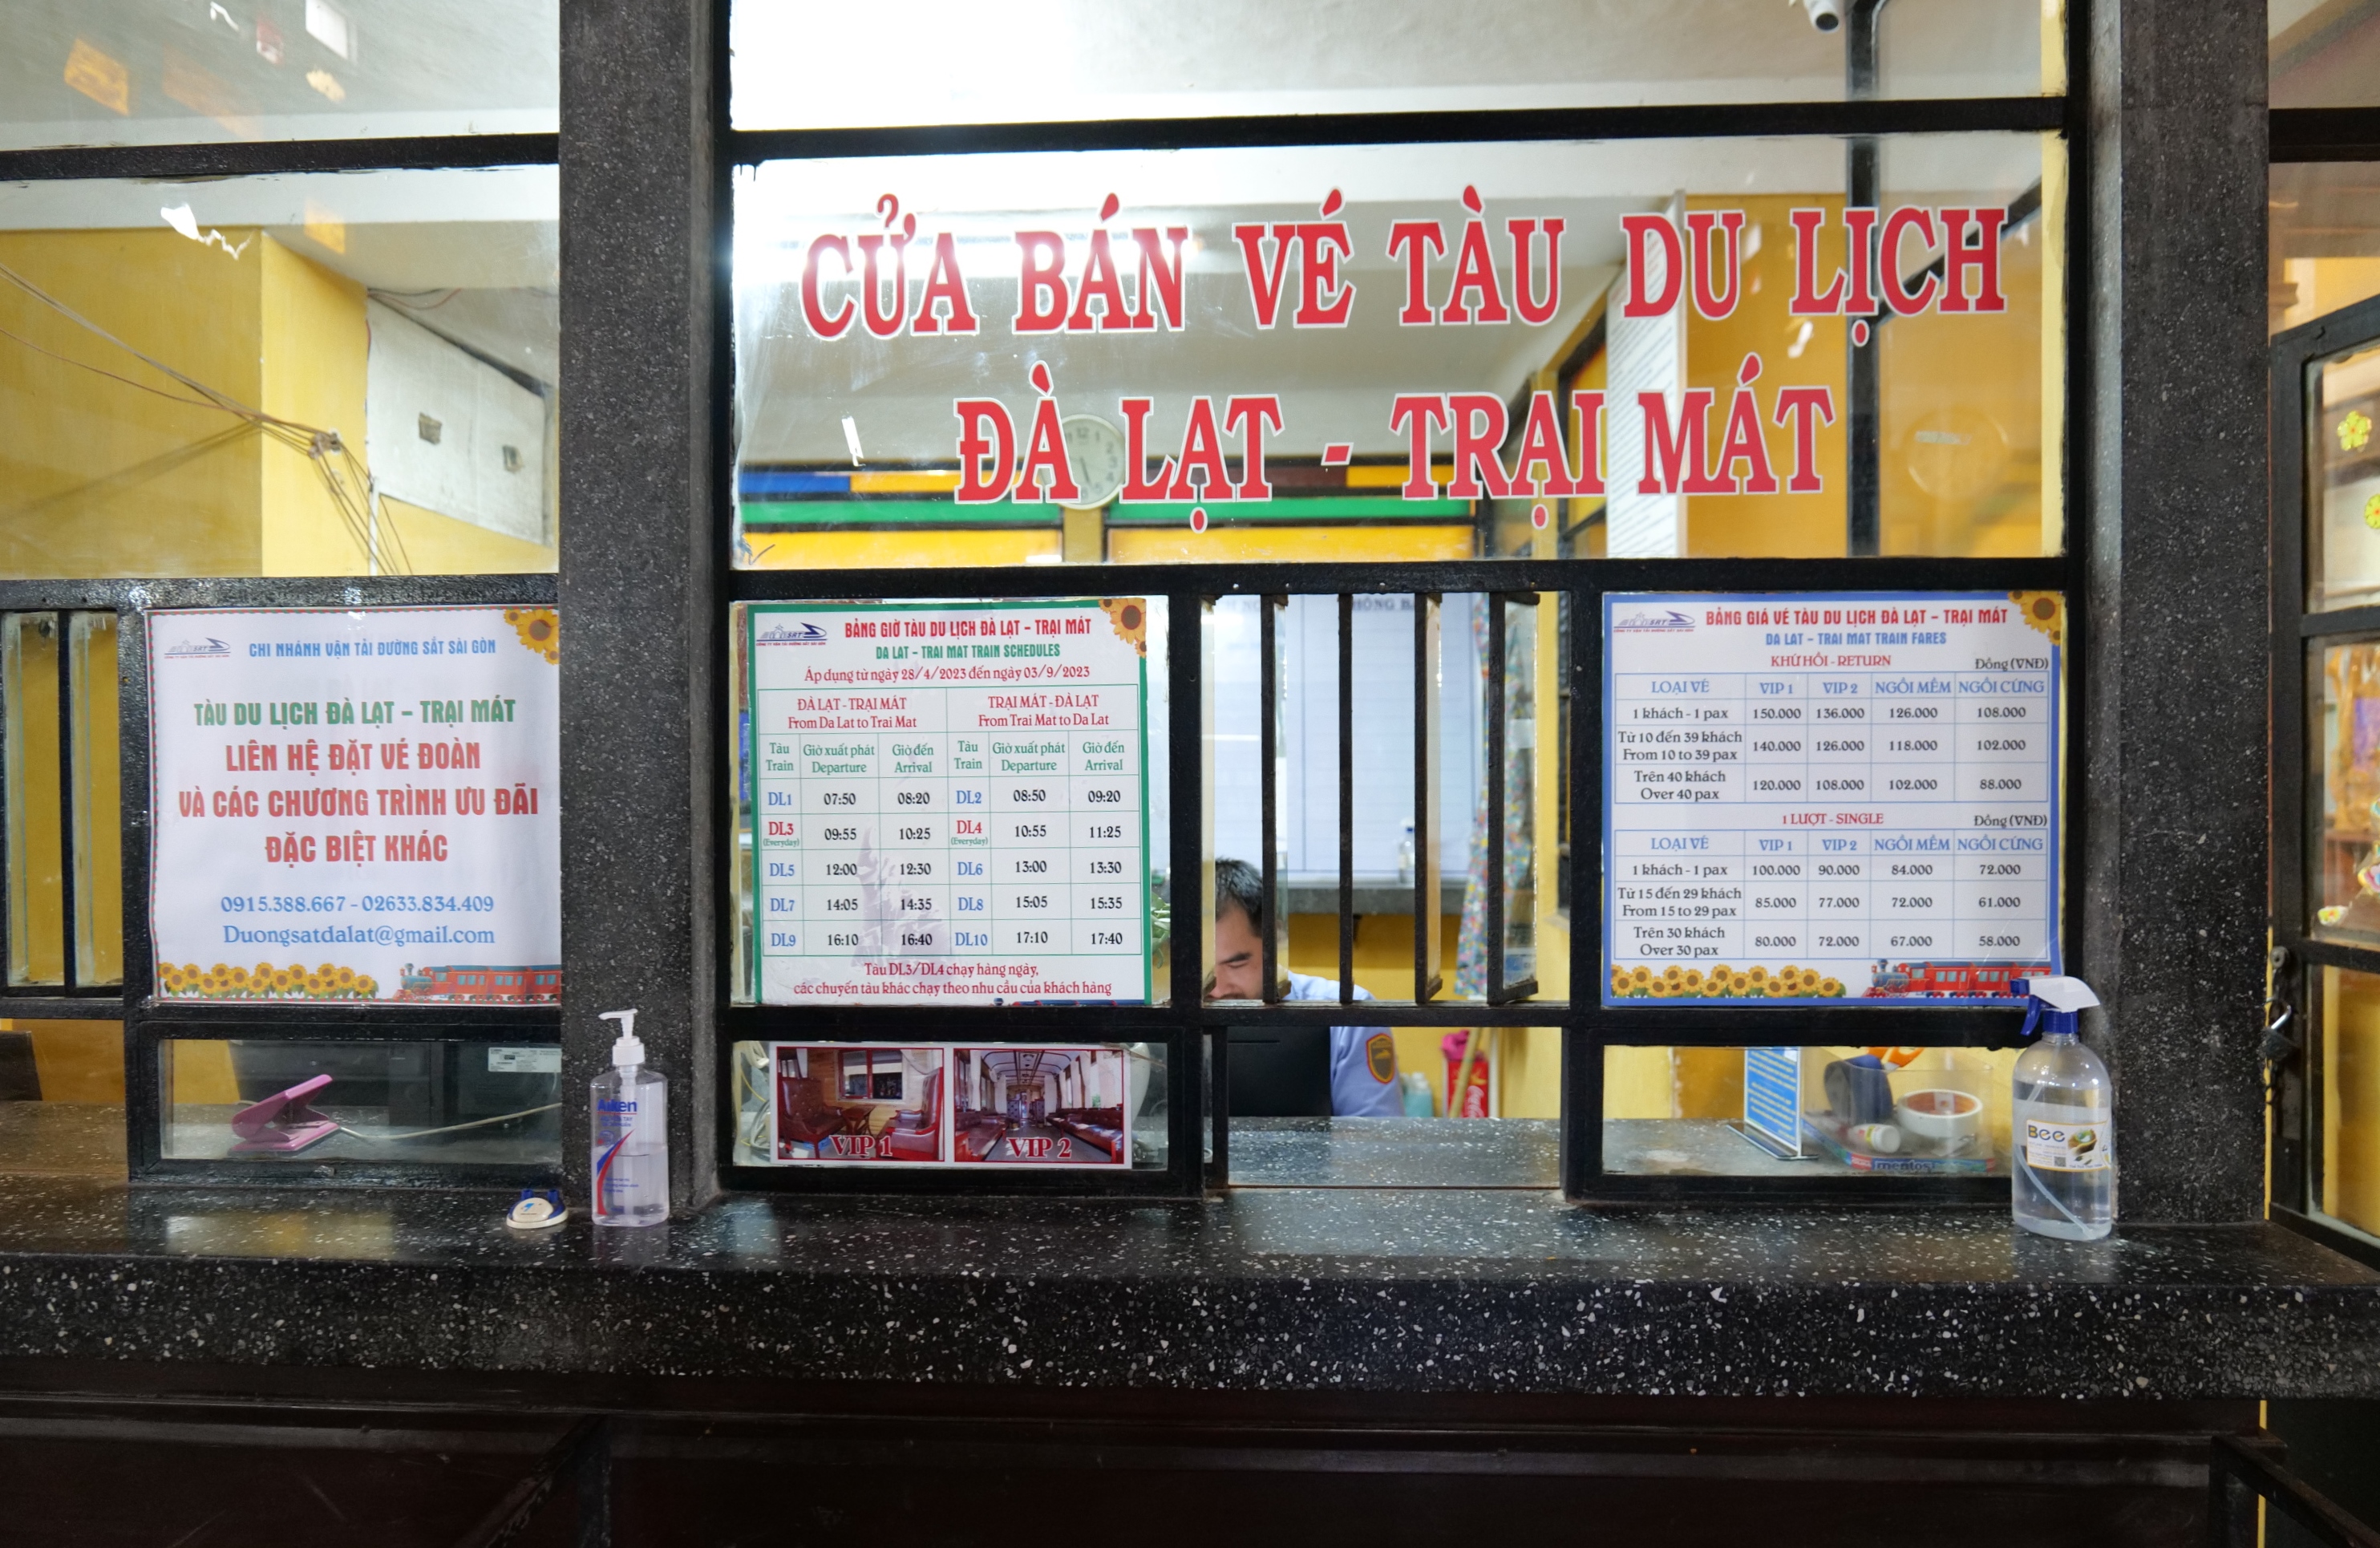 CỬA BÁN VÉ TÀU DU LỊCH
ĐÀ LẠT - TRẠI MÁT
CHI NHÁNH VẬN TẢI ĐƯỜNG SẮT SÀI GÒN
TÀU DU LỊCH ĐÀ LẠT - TRẠI MÁT
LIÊN HỆ ĐẶT VÉ ĐOÀN
VÀ CÁC CHƯƠNG TRÌNH ƯU ĐÃI
ĐẶC BIỆT KHÁC
0915.388.667 - 02633.834.409
Duongsatdalat@gmail.com
BẢNG GIỜ TÀU DU LỊCH ĐÀ LẠT - TRẠI MÁT
DA LAT - TRAI MAT TRAIN SCHEDULES
Áp dụng từ ngày 28/4/2023 đến ngày 03/9/2023
ĐÀ LẠT - TRẠI MÁT TRẠI MÁT - ĐÀ LẠT
From Da Lat to Trai Mat From Trai Mat to Da Lat
Tàu Giờ xuất phát Giờ đến Tàu Giờ xuất phát Giờ đến
Train Departure Arrival Train Departure Arrival
DL1 07:50 08:20 DL2 08:50 09:20
DL3 09:55 10:25 DL4 10:55 11:25
(Everyday) (Everyday)
DL5 12:00 12:30 DL6 13:00 13:30
DL7 14:05 14:35 DL8 15:05 15:35
DL9 16:10 16:40 DL10 17:10 17:40
Tàu DL3/DL4 chạy hàng ngày,
các chuyến tàu khác chạy theo nhu cầu của khách hàng
VIP 1 VIP 2
BẢNG GIÁ VÉ TÀU DU LỊCH ĐÀ LẠT - TRẠI MÁT
DA LAT - TRAI MAT TRAIN FARES
KHỨ HỒI - RETURN Đồng (VNĐ)
LOẠI VÉ VIP 1 VIP 2 NGỒI MỀM NGỒI CỨNG
1 khách - 1 pax 150.000 136.000 126.000 108.000
Từ 10 đến 39 khách
From 10 to 39 pax 140.000 126.000 118.000 102.000
Trên 40 khách
Over 40 pax 120.000 108.000 102.000 88.000
1 LƯỢT - SINGLE Đồng (VNĐ)
LOẠI VÉ VIP 1 VIP 2 NGỒI MỀM NGỒI CỨNG
1 khách - 1 pax 100.000 90.000 84.000 72.000
Từ 15 đến 29 khách
From 15 to 29 pax 85.000 77.000 72.000 61.000
Trên 30 khách
Over 30 pax 80.000 72.000 67.000 58.000
Aiken
Bee
mentos